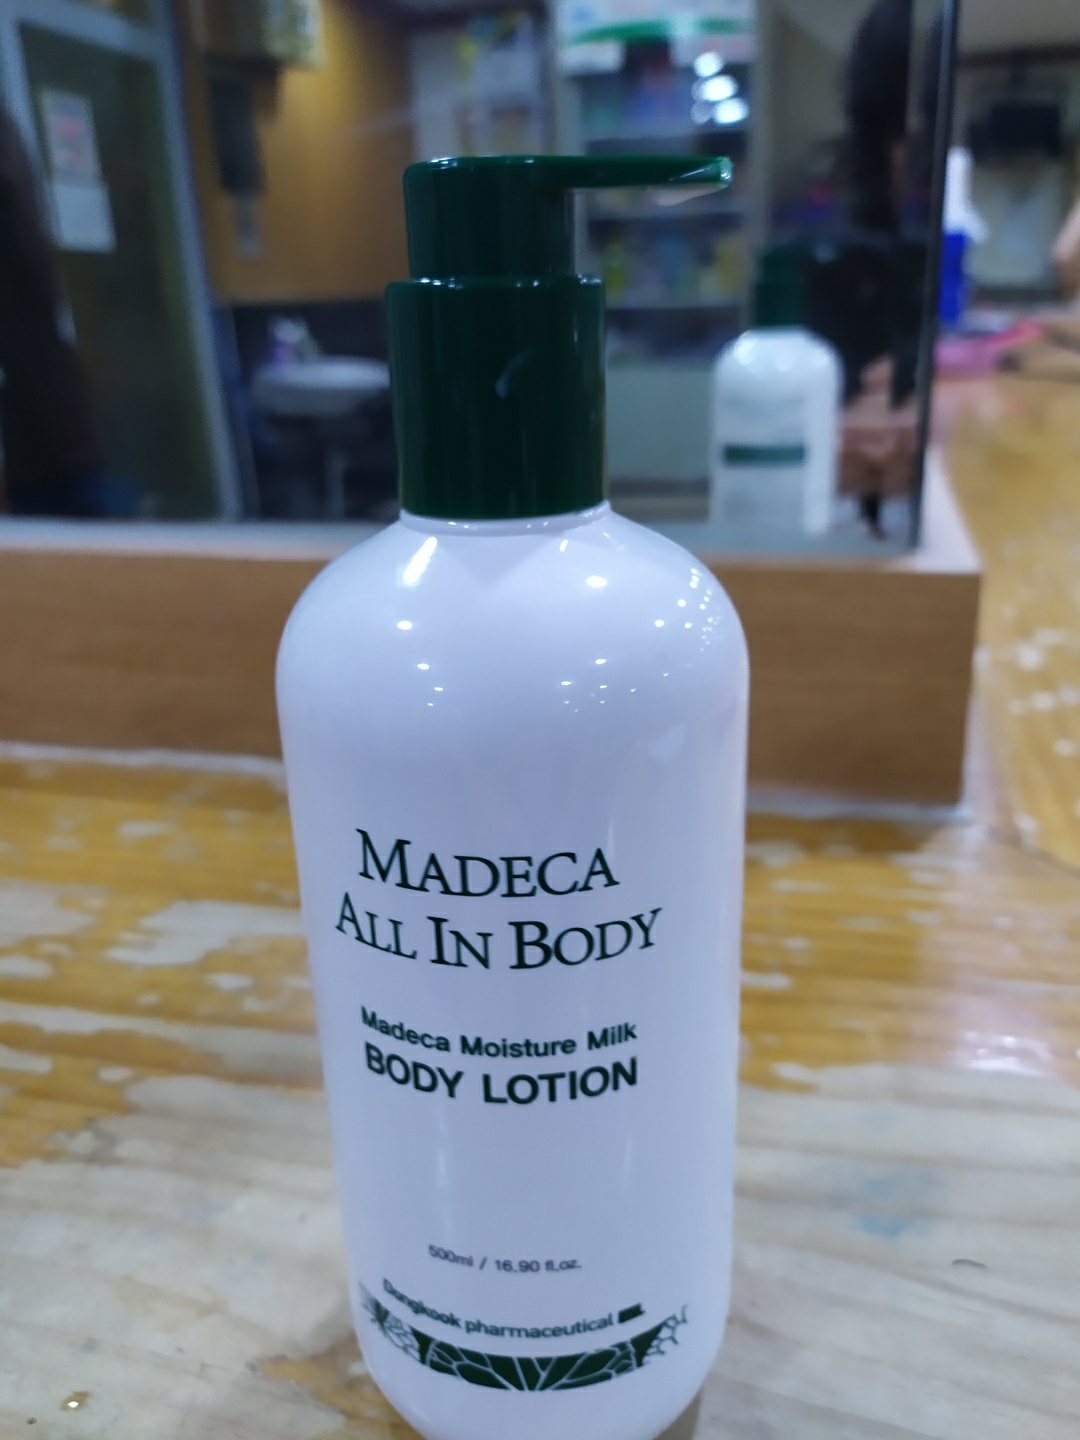 MADECA
ALL IN BODY
Madeca Moisture Milk
BODY LOTION
500ml / 16.90 fl.oz.
Dongkook pharmaceutical